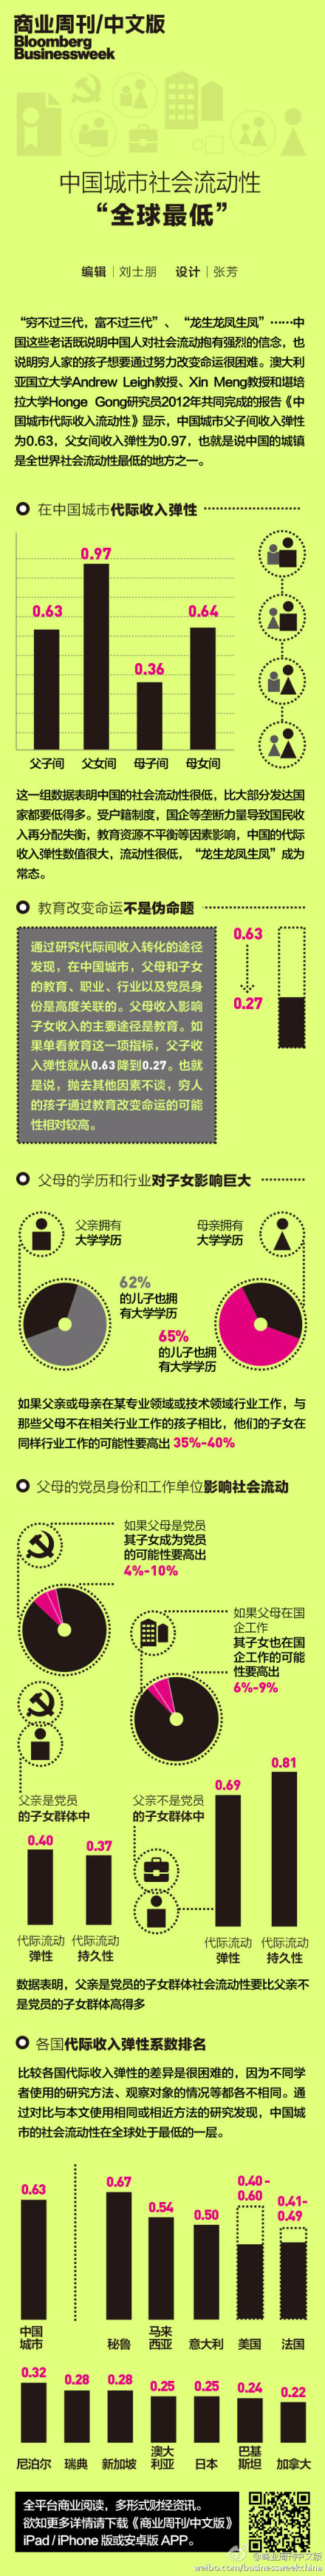 商业周刊/中文版
Bloomberg
Businessweek
中国城市社会流动性
“全球最低”
编辑｜刘士朋 设计｜张芳
“穷不过三代，富不过三代”、“龙生龙凤生凤”……中
国这些老话既说明中国人对社会流动抱有强烈的信念，也
说明穷人家的孩子想要通过努力改变命运很困难。澳大利
亚国立大学Andrew Leigh教授、Xin Meng教授和堪培
拉大学Honge Gong研究员2012年共同完成的报告《中
国城市代际收入流动性》显示，中国城市父子间收入弹性
为0.63，父女间收入弹性为0.97，也就是说中国的城镇
是全世界社会流动性最低的地方之一。
在中国城市代际收入弹性
0.63 0.97 0.36 0.64
父子间 父女间 母子间 母女间
这一组数据表明中国的社会流动性很低，比大部分发达国
家都要低得多。受户籍制度，国企等垄断力量导致国民收
入再分配失衡，教育资源不平衡等因素影响，中国的代际
收入弹性数值很大，流动性很低，“龙生龙凤生凤”成为
常态。
教育改变命运不是伪命题
通过研究代际间收入转化的途径
发现，在中国城市，父母和子女
的教育、职业、行业以及党员身
份是高度关联的。父母收入影响
子女收入的主要途径是教育。如
果单看教育这一项指标，父子收
入弹性就从0.63降到0.27。也就
是说，抛去其他因素不谈，穷人
的孩子通过教育改变命运的可能
性相对较高。
0.63
0.27
父母的学历和行业对子女影响巨大
父亲拥有
大学学历
母亲拥有
大学学历
62%
的儿子也拥
有大学学历
65%
的儿子也拥
有大学学历
如果父亲或母亲在某专业领域或技术领域行业工作，与
那些父母不在相关行业工作的孩子相比，他们的子女在
同样行业工作的可能性要高出 35%-40%
父母的党员身份和工作单位影响社会流动
如果父母是党员
其子女成为党员
的可能性要高出
4%-10%
如果父母在国
企工作
其子女也在国
企工作的可能
性要高出
6%-9%
父亲是党员
的子女群体中
0.40 0.37
代际流动 代际流动
弹性 持久性
父亲不是党员
的子女群体中
0.69 0.81
代际流动 代际流动
弹性 持久性
数据表明，父亲是党员的子女群体社会流动性要比父亲不
是党员的子女群体高得多
各国代际收入弹性系数排名
比较各国代际收入弹性的差异是很困难的，因为不同学
者使用的研究方法、观察对象的情况等都各不相同。通
过对比与本文使用相同或相近方法的研究发现，中国城
市的社会流动性在全球处于最低的一层。
0.63 0.67 0.54 0.50 0.40-0.60 0.41-0.49
中国城市 秘鲁 马来西亚 意大利 美国 法国
0.32 0.28 0.28 0.25 0.25 0.24 0.22
尼泊尔 瑞典 新加坡 澳大利亚 日本 巴基斯坦 加拿大
全平台商业阅读，多形式财经资讯。
欲知更多详情请下载《商业周刊/中文版》
iPad / iPhone 版或安卓版 APP。
@商业周刊中文版
weibo.com/businessweekchina